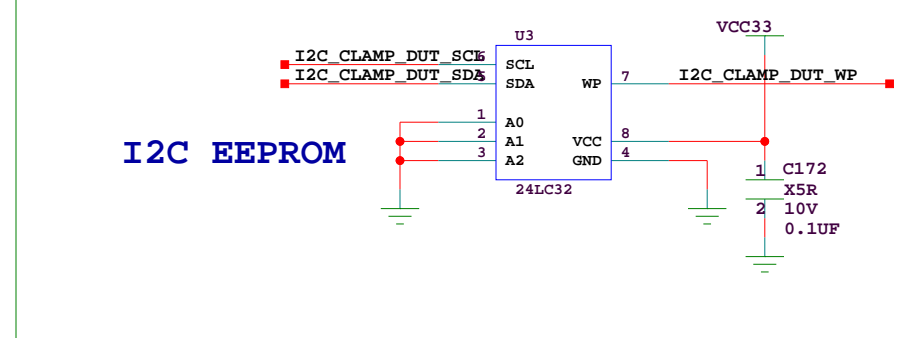 VCC33
U3
I2C_CLAMP_DUT_SCL 6 SCL
I2C_CLAMP_DUT_SDA 5 SDA WP 7 I2C_CLAMP_DUT_WP
1 A0
2 A1 VCC 8
I2C EEPROM
3 A2 GND 4
1 C172
24LC32 X5R
2 10V
0.1UF